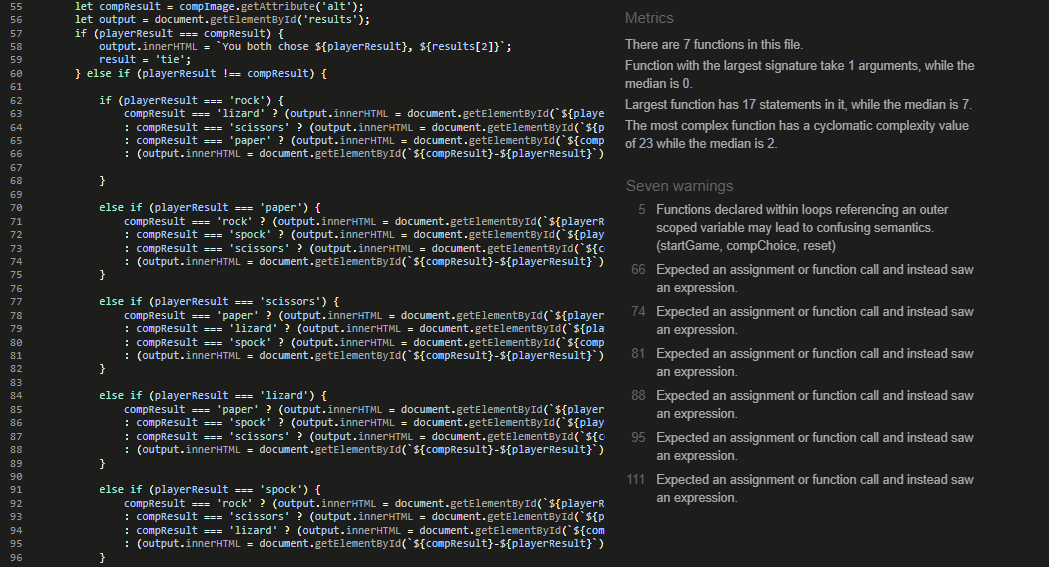 55 let compResult = compImage.getAttribute('alt');
56 let output = document.getElementById('results');
57 if (playerResult === compResult) {
58 output.innerHTML = `You both chose ${playerResult}, ${results[2]}`;
59 result = 'tie';
60 } else if (playerResult !== compResult) {
61
62 if (playerResult === 'rock') {
63 compResult === 'lizard' ? (output.innerHTML = document.getElementById(`${playe
64 : compResult === 'scissors' ? (output.innerHTML = document.getElementById(`${p
65 : compResult === 'paper' ? (output.innerHTML = document.getElementById(`${comp
66 : (output.innerHTML = document.getElementById(`${compResult}-${playerResult}`)
67
68 }
69
70 else if (playerResult === 'paper') {
71 compResult === 'rock' ? (output.innerHTML = document.getElementById(`${playerR
72 : compResult === 'spock' ? (output.innerHTML = document.getElementById(`${play
73 : compResult === 'scissors' ? (output.innerHTML = document.getElementById(`${c
74 : (output.innerHTML = document.getElementById(`${compResult}-${playerResult}`)
75 }
76
77 else if (playerResult === 'scissors') {
78 compResult === 'paper' ? (output.innerHTML = document.getElementById(`${player
79 : compResult === 'lizard' ? (output.innerHTML = document.getElementById(`${pla
80 : compResult === 'spock' ? (output.innerHTML = document.getElementById(`${comp
81 : (output.innerHTML = document.getElementById(`${compResult}-${playerResult}`)
82 }
83
84 else if (playerResult === 'lizard') {
85 compResult === 'paper' ? (output.innerHTML = document.getElementById(`${player
86 : compResult === 'spock' ? (output.innerHTML = document.getElementById(`${play
87 : compResult === 'scissors' ? (output.innerHTML = document.getElementById(`${c
88 : (output.innerHTML = document.getElementById(`${compResult}-${playerResult}`)
89 }
90
91 else if (playerResult === 'spock') {
92 compResult === 'rock' ? (output.innerHTML = document.getElementById(`${playerR
93 : compResult === 'scissors' ? (output.innerHTML = document.getElementById(`${p
94 : compResult === 'lizard' ? (output.innerHTML = document.getElementById(`${com
95 : (output.innerHTML = document.getElementById(`${compResult}-${playerResult}`)
96 }
Metrics
There are 7 functions in this file.
Function with the largest signature take 1 arguments, while the
median is 0.
Largest function has 17 statements in it, while the median is 7.
The most complex function has a cyclomatic complexity value
of 23 while the median is 2.
Seven warnings
5 Functions declared within loops referencing an outer
scoped variable may lead to confusing semantics.
(startGame, compChoice, reset)
66 Expected an assignment or function call and instead saw
an expression.
74 Expected an assignment or function call and instead saw
an expression.
81 Expected an assignment or function call and instead saw
an expression.
88 Expected an assignment or function call and instead saw
an expression.
95 Expected an assignment or function call and instead saw
an expression.
111 Expected an assignment or function call and instead saw
an expression.